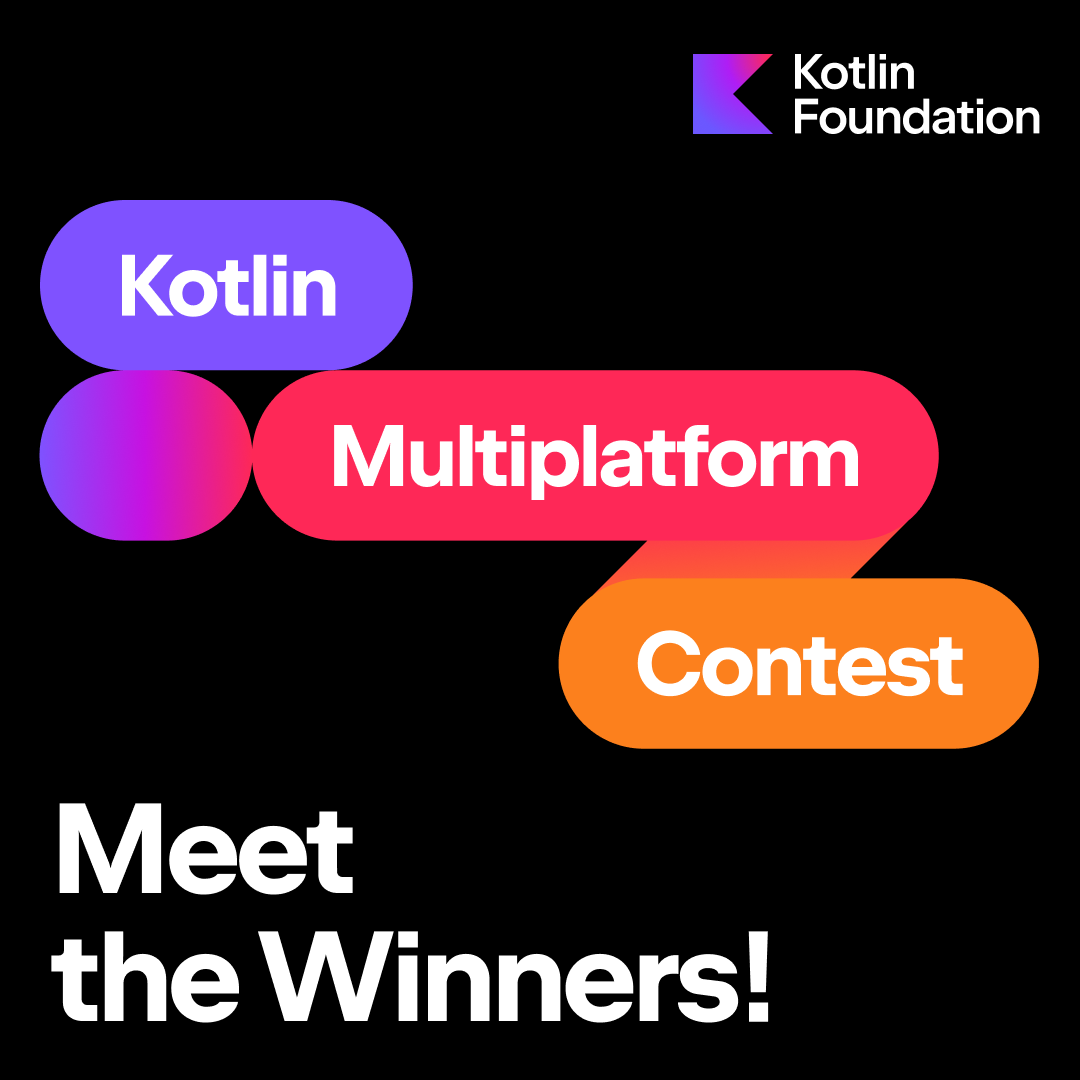 Kotlin
Foundation
Kotlin
Multiplatform
Contest
Meet
the Winners!